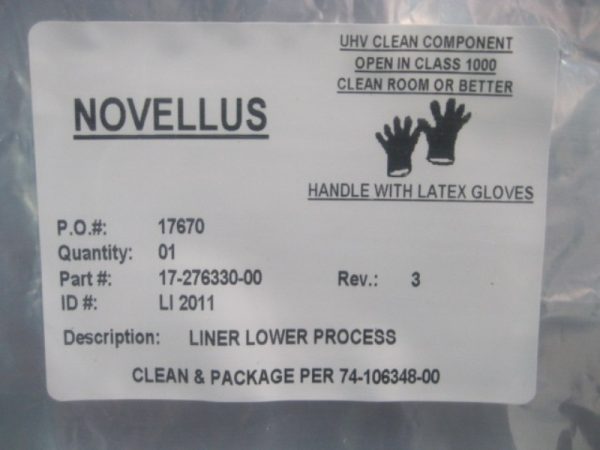 UHV CLEAN COMPONENT
OPEN IN CLASS 1000
CLEAN ROOM OR BETTER
NOVELLUS
HANDLE WITH LATEX GLOVES
P.O.#: 17670
Quantity: 01
Part #: 17-276330-00 Rev.: 3
ID #: LI 2011
Description: LINER LOWER PROCESS
CLEAN & PACKAGE PER 74-106348-00